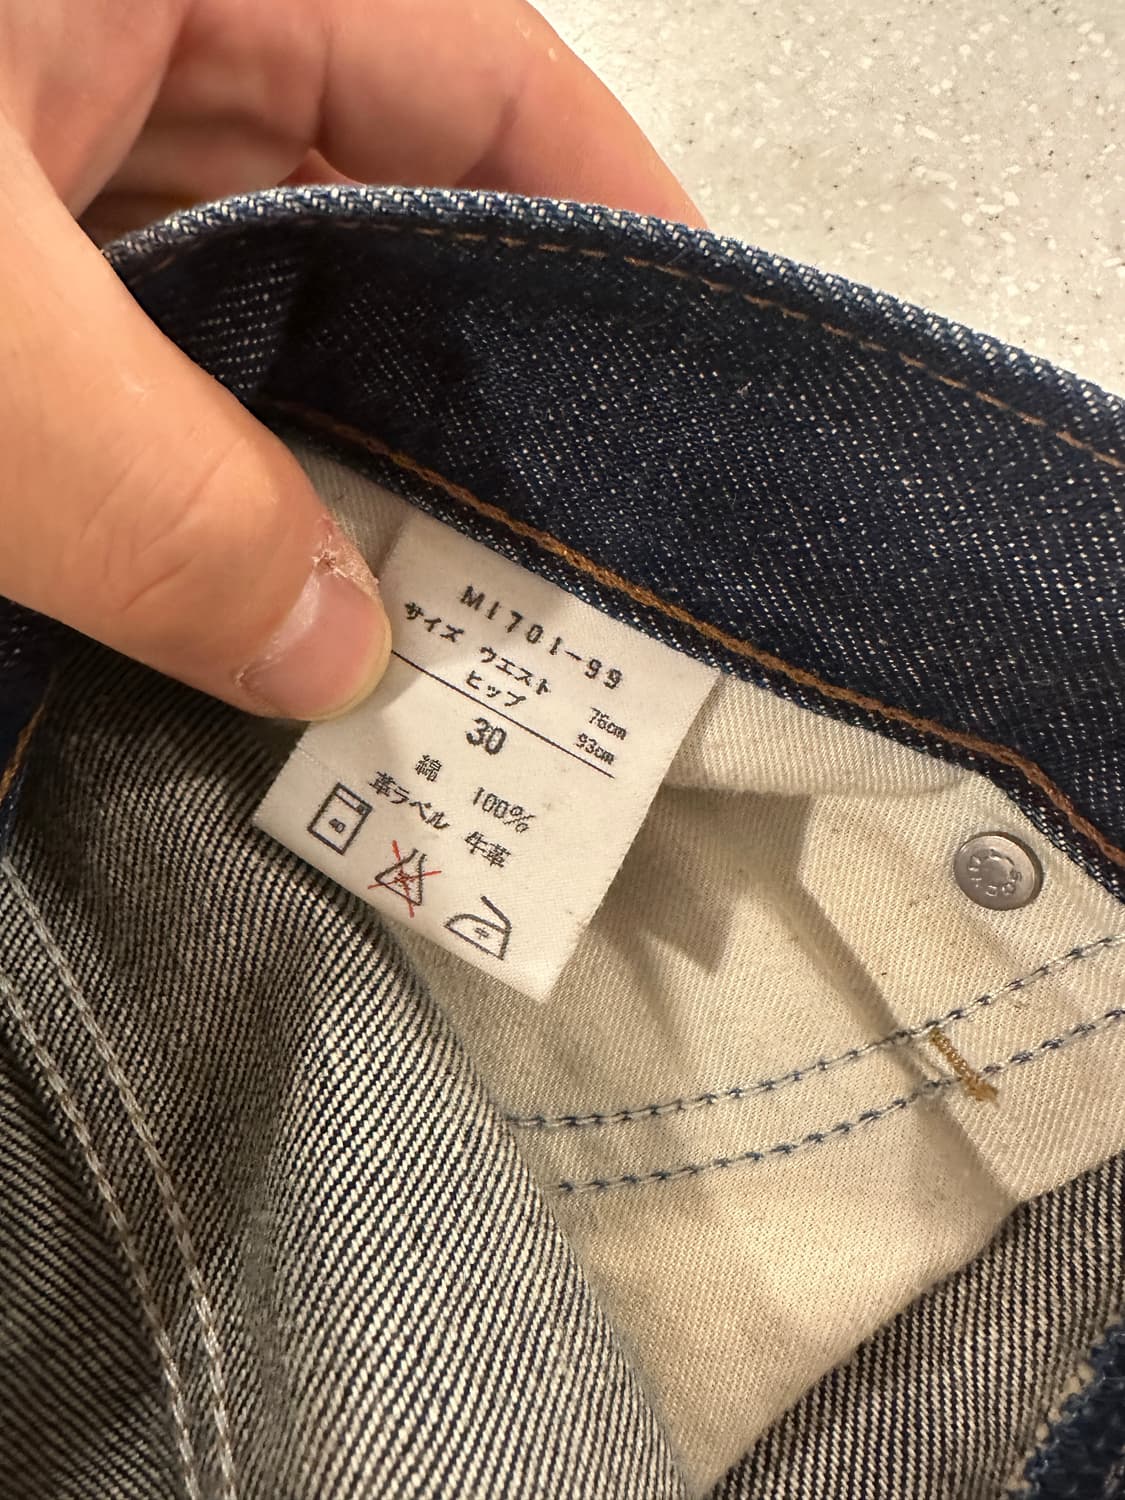 M1701-99
サイズ ウエスト 76cm
ヒップ 93cm
30
綿 100%
革ラベル 牛革
40